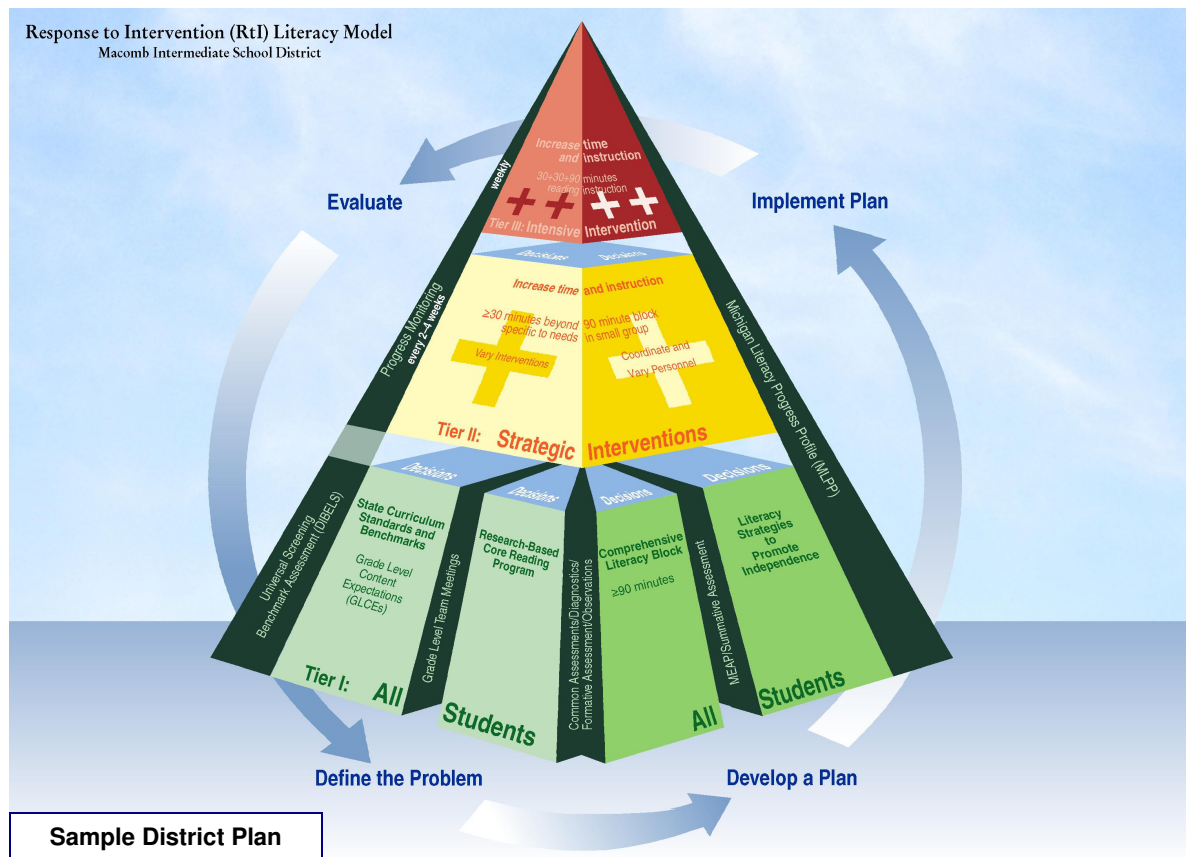 Response to Intervention (RtI) Literacy Model
Macomb Intermediate School District
Increase time
and instruction
30+30+90 minutes
reading instruction
Tier III: Intensive Intervention
weekly
Evaluate
Implement Plan
Decisions
Decisions
Increase time and instruction
≥30 minutes beyond
specific to needs
90 minute block
in small group
Vary Interventions
Coordinate and
Vary Personnel
Tier II: Strategic Interventions
Progress Monitoring
every 2–4 weeks
Michigan Literacy Progress Profile (MLPP)
Decisions
Decisions
Decisions
Decisions
Universal Screening
Benchmark Assessment (DIBELS)
State Curriculum
Standards and
Benchmarks
Grade Level
Content
Expectations
(GLCEs)
Grade Level Team Meetings
Research-Based
Core Reading
Program
Common Assessments/Diagnostics/
Formative Assessment/Observations
Comprehensive
Literacy Block
≥90 minutes
MEAP/Summative Assessment
Literacy
Strategies
to
Promote
Independence
Tier I: All
Students
All
Students
Define the Problem
Develop a Plan
Sample District Plan